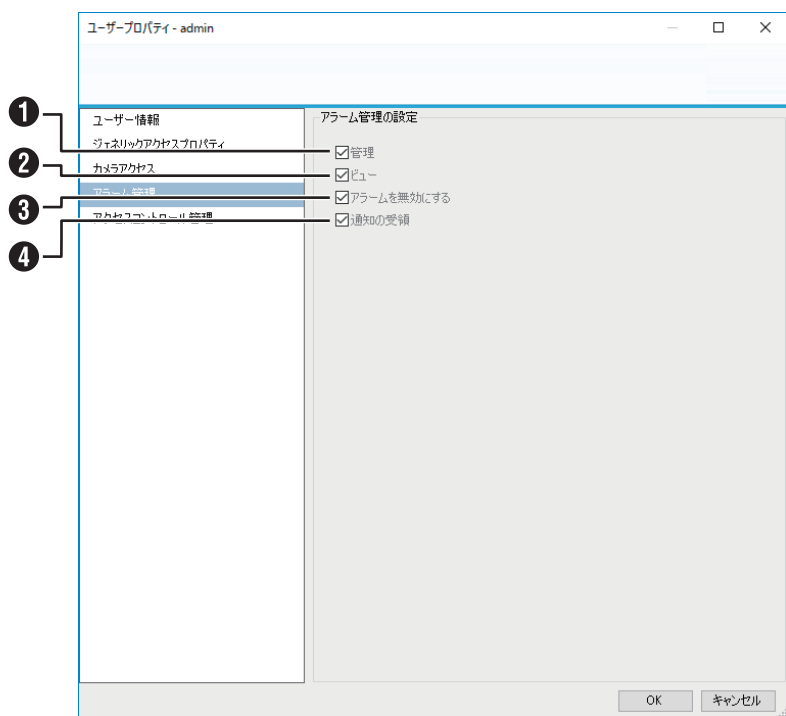 ユーザープロパティ - admin
❶
❷
❸
❹
ユーザー情報
ジェネリックアクセスプロパティ
カメラアクセス
アラーム管理
アクセスコントロール管理
アラーム管理の設定
管理
ビュー
アラームを無効にする
通知の受領
OK
キャンセル